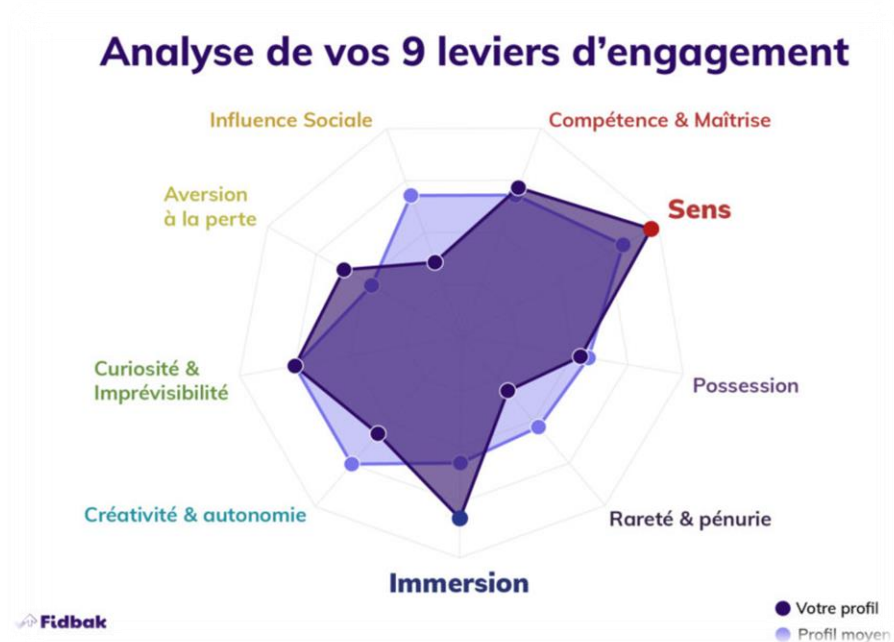 Analyse de vos 9 leviers d’engagement
Influence Sociale
Compétence & Maîtrise
Aversion
à la perte
Sens
Curiosité &
Imprévisibilité
Possession
Créativité & autonomie
Rareté & pénurie
Immersion
Fidbak
Votre profil
Profil moyen